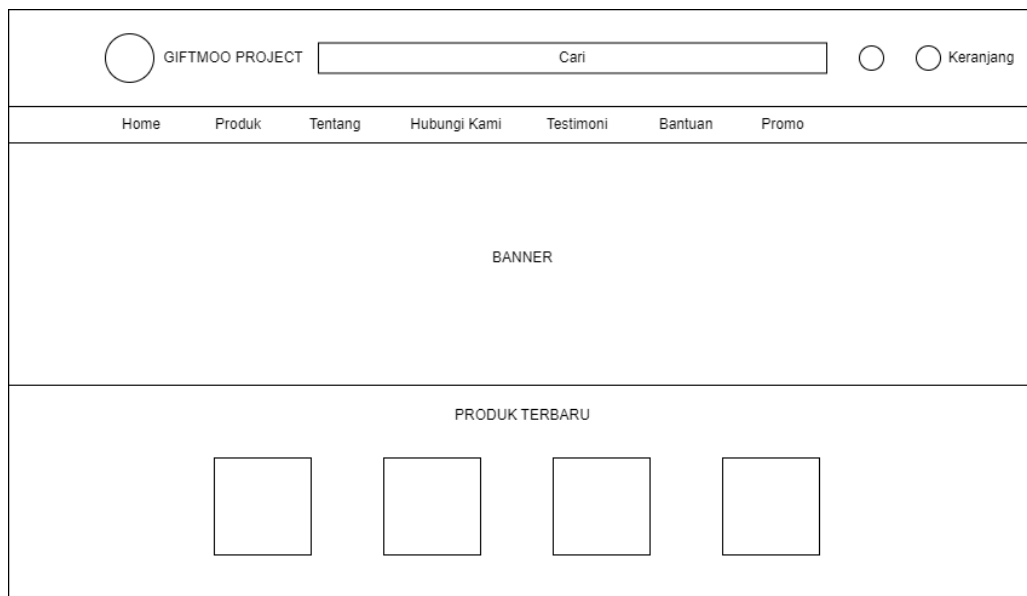 GIFTMOO PROJECT
Cari
Keranjang
Home Produk Tentang Hubungi Kami Testimoni Bantuan Promo
BANNER
PRODUK TERBARU